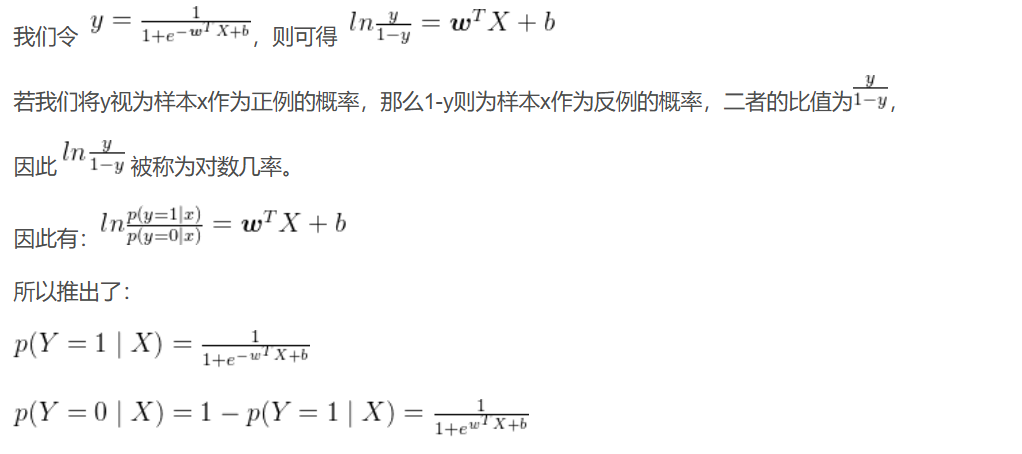 我们令 $y = \frac{1}{1+e^{-\boldsymbol{w}^T X+b}}$，则可得 $ln\frac{y}{1-y} = \boldsymbol{w}^T X + b$
若我们将y视为样本x作为正例的概率，那么1-y则为样本x作为反例的概率，二者的比值为$\frac{y}{1-y}$，
因此 $ln\frac{y}{1-y}$ 被称为对数几率。
因此有：$ln\frac{p(y=1|x)}{p(y=0|x)} = \boldsymbol{w}^T X + b$
所以推出了：
$p(Y = 1 \mid X) = \frac{1}{1+e^{-w^T X+b}}$
$p(Y = 0 \mid X) = 1 - p(Y = 1 \mid X) = \frac{1}{1+e^{w^T X+b}}$